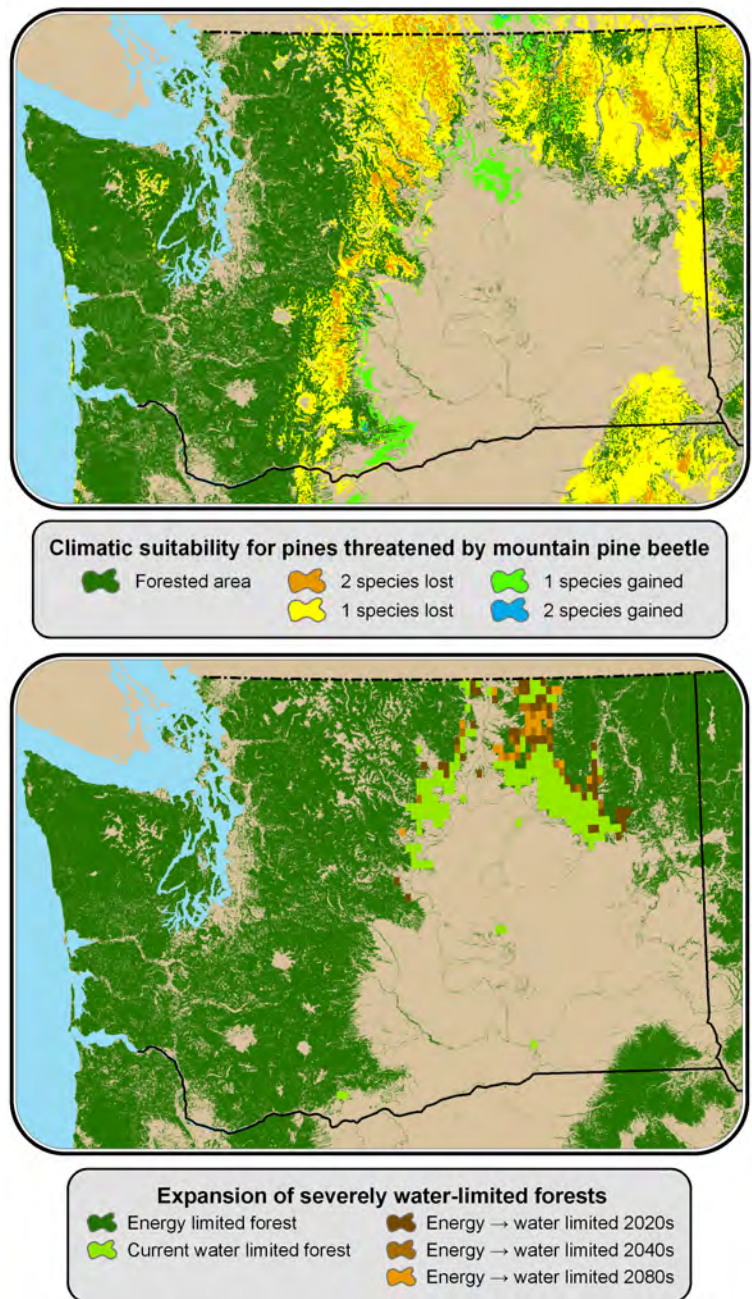 Climatic suitability for pines threatened by mountain pine beetle
Forested area
2 species lost
1 species gained
1 species lost
2 species gained
Expansion of severely water-limited forests
Energy limited forest
Energy → water limited 2020s
Current water limited forest
Energy → water limited 2040s
Energy → water limited 2080s